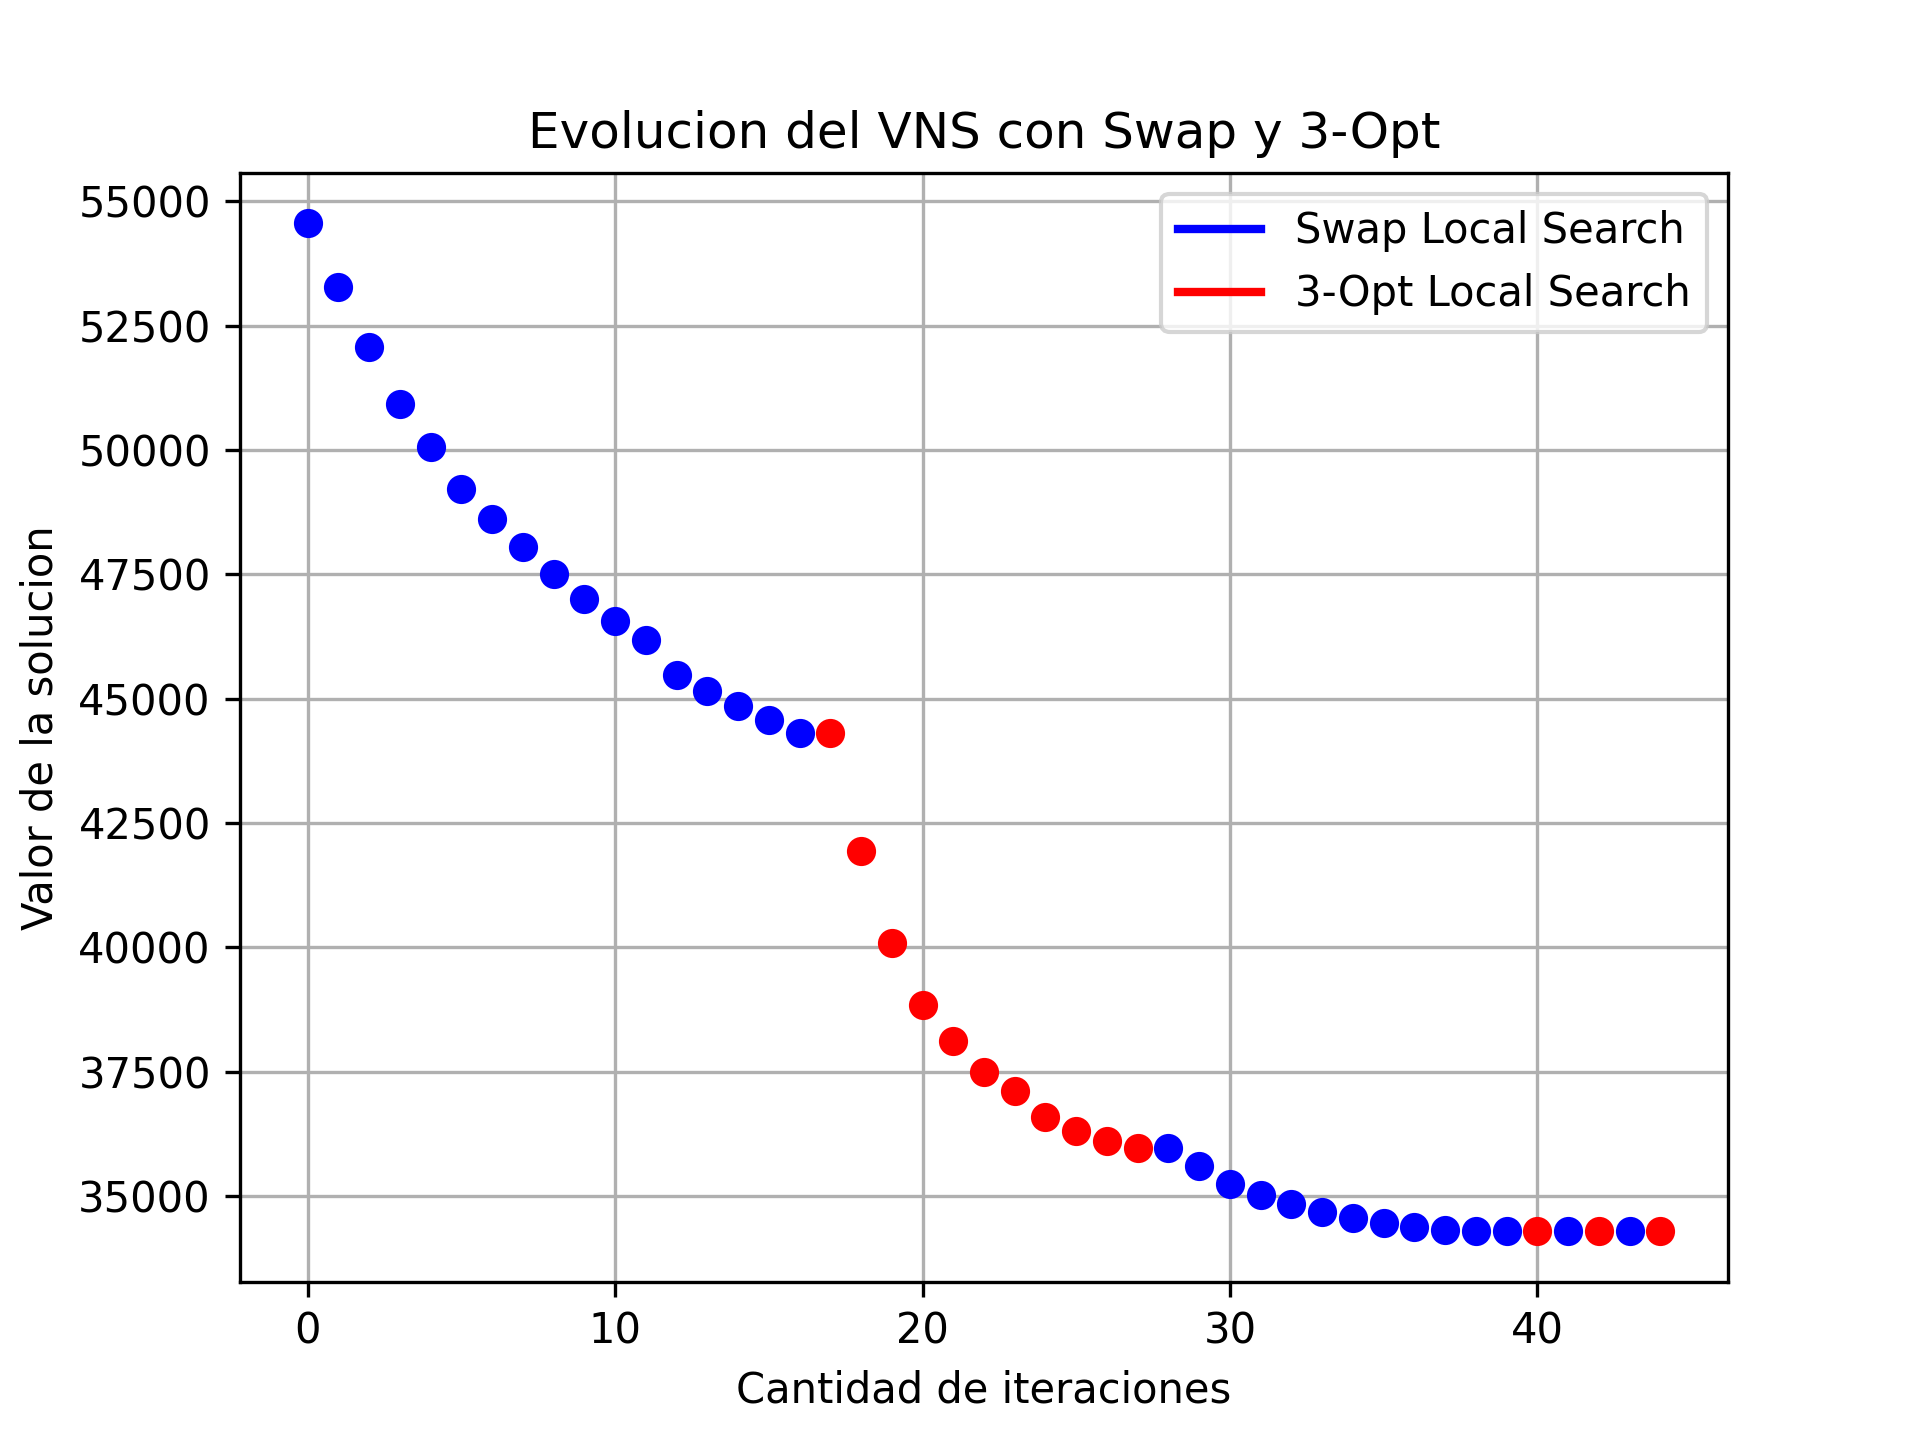 Evolucion del VNS con Swap y 3-Opt
Swap Local Search
3-Opt Local Search
55000
52500
50000
47500
45000
42500
40000
37500
35000
Valor de la solucion
0 10 20 30 40
Cantidad de iteraciones